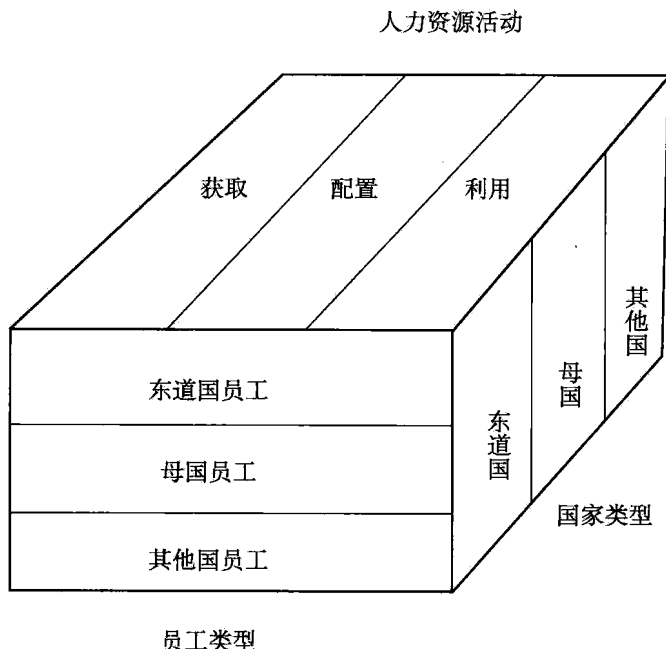 人力资源活动
获取
配置
利用
东道国员工
母国员工
其他国员工
东道国
母国
其他国
国家类型
员工类型